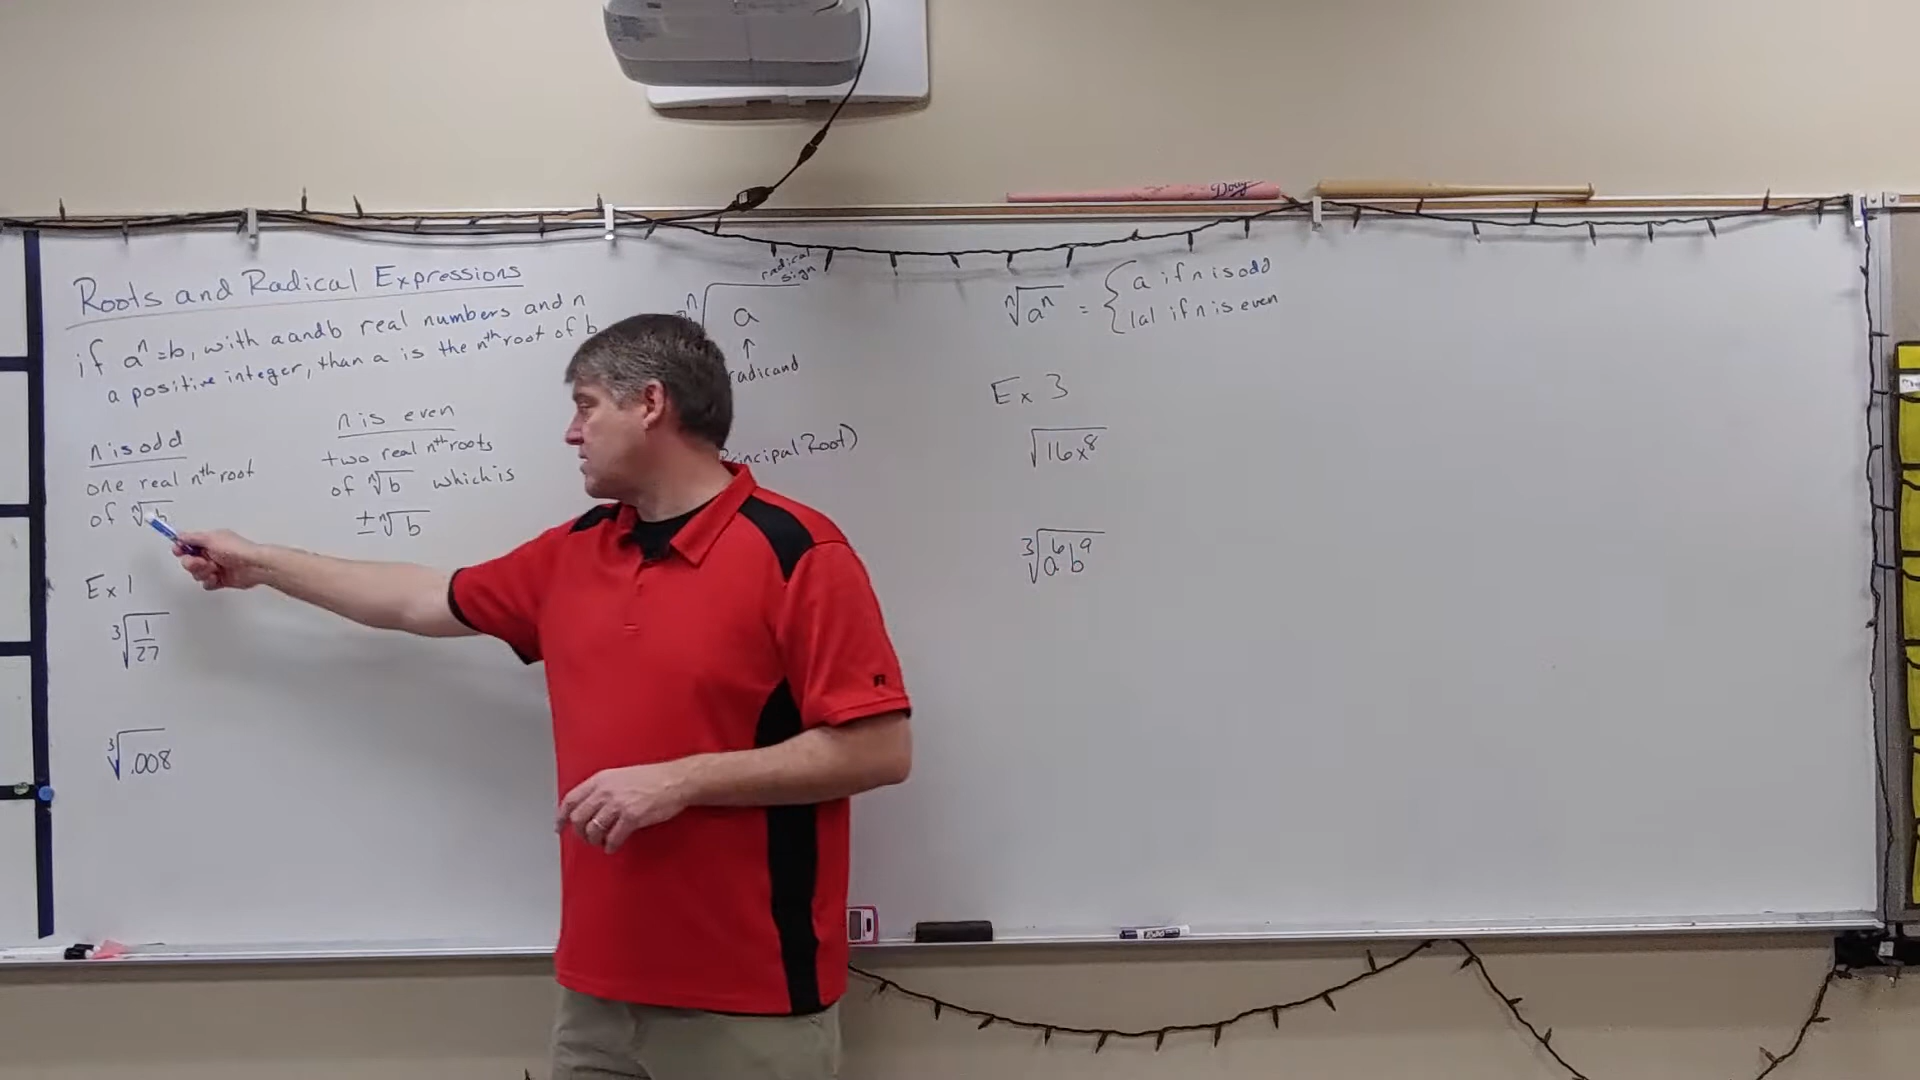 Roots and Radical Expressions
if aⁿ=b, with a and b real numbers and n
a positive integer, than a is the nᵗʰ root of b
n is odd
one real nᵗʰ root
of ⁿ√b
n is even
two real nᵗʰ roots
of ⁿ√b which is
±ⁿ√b
Ex 1
³√(1/27)
³√.008
radical
sign
ⁿ√a
↑
radicand
Principal Root)
ⁿ√aⁿ = { a if n is odd
|a| if n is even
Ex 3
√16x⁸
³√a⁶b⁹
Doug
EXPO